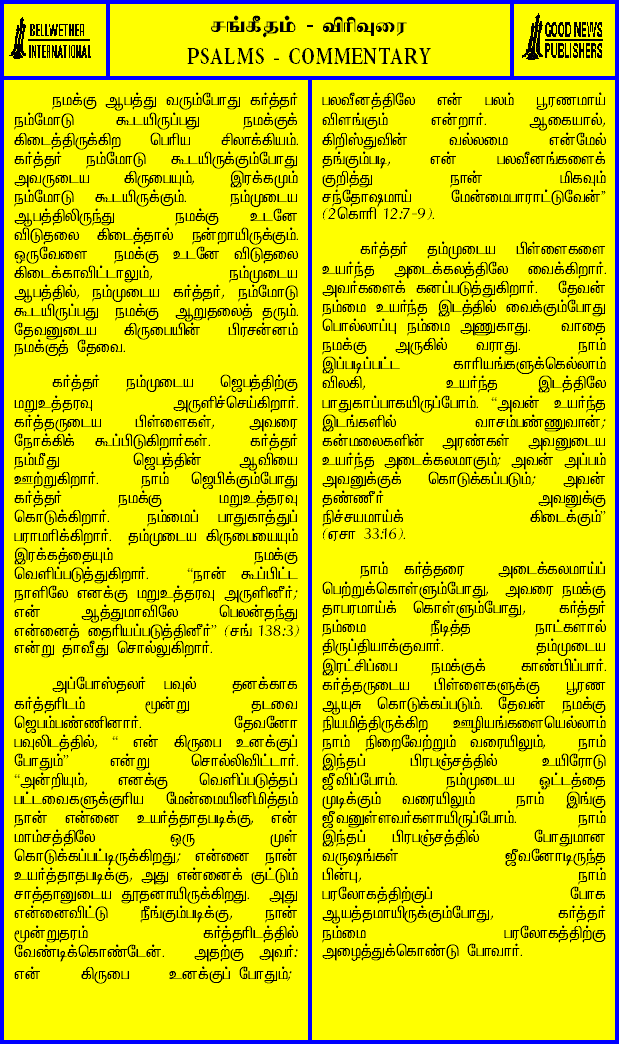 BELLWETHER
INTERNATIONAL
சங்கீதம் - விரிவுரை
PSALMS - COMMENTARY
GOOD NEWS
PUBLISHERS
நமக்கு ஆபத்து வரும்போது கர்த்தர்
நம்மோடு கூடயிருப்பது நமக்குக்
கிடைத்திருக்கிற பெரிய சிலாக்கியம்.
கர்த்தர் நம்மோடு கூடயிருக்கும்போது
அவருடைய கிருபையும், இரக்கமும்
நம்மோடு கூடயிருக்கும். நம்முடைய
ஆபத்திலிருந்து நமக்கு உடனே
விடுதலை கிடைத்தால் நன்றாயிருக்கும்.
ஒருவேளை நமக்கு உடனே விடுதலை
கிடைக்காவிட்டாலும், நம்முடைய
ஆபத்தில், நம்முடைய கர்த்தர், நம்மோடு
கூடயிருப்பது நமக்கு ஆறுதலைத் தரும்.
தேவனுடைய கிருபையின் பிரசன்னம்
நமக்குத் தேவை.
கர்த்தர் நம்முடைய ஜெபத்திற்கு
மறுஉத்தரவு அருளிச்செய்கிறார்.
கர்த்தருடைய பிள்ளைகள், அவரை
நோக்கிக் கூப்பிடுகிறார்கள். கர்த்தர்
நம்மீது ஜெபத்தின் ஆவியை
ஊற்றுகிறார். நாம் ஜெபிக்கும்போது
கர்த்தர் நமக்கு மறுஉத்தரவு
கொடுக்கிறார். நம்மைப் பாதுகாத்துப்
பராமரிக்கிறார். தம்முடைய கிருபையையும்
இரக்கத்தையும் நமக்கு
வெளிப்படுத்துகிறார். “நான் கூப்பிட்ட
நாளிலே எனக்கு மறுஉத்தரவு அருளினீர்;
என் ஆத்துமாவிலே பெலன்தந்து
என்னைத் தைரியப்படுத்தினீர்” (சங் 138:3)
என்று தாவீது சொல்லுகிறார்.
அப்போஸ்தலர் பவுல் தனக்காக
கர்த்தரிடம் மூன்று தடவை
ஜெபம்பண்ணினார். தேவனோ
பவுலிடத்தில், “ என் கிருபை உனக்குப்
போதும்” என்று சொல்லிவிட்டார்.
“அன்றியும், எனக்கு வெளிப்படுத்தப்
பட்டவைகளுக்குரிய மேன்மையினிமித்தம்
நான் என்னை உயர்த்தாதபடிக்கு, என்
மாம்சத்திலே ஒரு முள்
கொடுக்கப்பட்டிருக்கிறது; என்னை நான்
உயர்த்தாதபடிக்கு, அது என்னைக் குட்டும்
சாத்தானுடைய தூதனாயிருக்கிறது. அது
என்னைவிட்டு நீங்கும்படிக்கு, நான்
மூன்றுதரம் கர்த்தரிடத்தில்
வேண்டிக்கொண்டேன். அதற்கு அவர்:
என் கிருபை உனக்குப் போதும்;
பலவீனத்திலே என் பலம் பூரணமாய்
விளங்கும் என்றார். ஆகையால்,
கிறிஸ்துவின் வல்லமை என்மேல்
தங்கும்படி, என் பலவீனங்களைக்
குறித்து நான் மிகவும்
சந்தோஷமாய் மேன்மைபாராட்டுவேன்”
(2கொரி 12:7-9).
கர்த்தர் தம்முடைய பிள்ளைகளை
உயர்ந்த அடைக்கலத்திலே வைக்கிறார்.
அவர்களைக் கனப்படுத்துகிறார். தேவன்
நம்மை உயர்ந்த இடத்தில் வைக்கும்போது
பொல்லாப்பு நம்மை அணுகாது. வாதை
நமக்கு அருகில் வராது. நாம்
இப்படிப்பட்ட காரியங்களுக்கெல்லாம்
விலகி, உயர்ந்த இடத்திலே
பாதுகாப்பாகயிருப்போம். “அவன் உயர்ந்த
இடங்களில் வாசம்பண்ணுவான்;
கன்மலைகளின் அரண்கள் அவனுடைய
உயர்ந்த அடைக்கலமாகும்; அவன் அப்பம்
அவனுக்குக் கொடுக்கப்படும்; அவன்
தண்ணீர் அவனுக்கு
நிச்சயமாய்க் கிடைக்கும்”
(ஏசா 33:16).
நாம் கர்த்தரை அடைக்கலமாய்ப்
பெற்றுக்கொள்ளும்போது, அவரை நமக்கு
தாபரமாய்க் கொள்ளும்போது, கர்த்தர்
நம்மை நீடித்த நாட்களால்
திருப்தியாக்குவார். தம்முடைய
இரட்சிப்பை நமக்குக் காண்பிப்பார்.
கர்த்தருடைய பிள்ளைகளுக்கு பூரண
ஆயுசு கொடுக்கப்படும். தேவன் நமக்கு
நியமித்திருக்கிற ஊழியங்களையெல்லாம்
நாம் நிறைவேற்றும் வரையிலும், நாம்
இந்தப் பிரபஞ்சத்தில் உயிரோடு
ஜீவிப்போம். நம்முடைய ஓட்டத்தை
முடிக்கும் வரையிலும் நாம் இங்கு
ஜீவனுள்ளவர்களாயிருப்போம். நாம்
இந்தப் பிரபஞ்சத்தில் போதுமான
வருஷங்கள் ஜீவனோடிருந்த
பின்பு, நாம்
பரலோகத்திற்குப் போக
ஆயத்தமாயிருக்கும்போது, கர்த்தர்
நம்மை பரலோகத்திற்கு
அழைத்துக்கொண்டு போவார்.